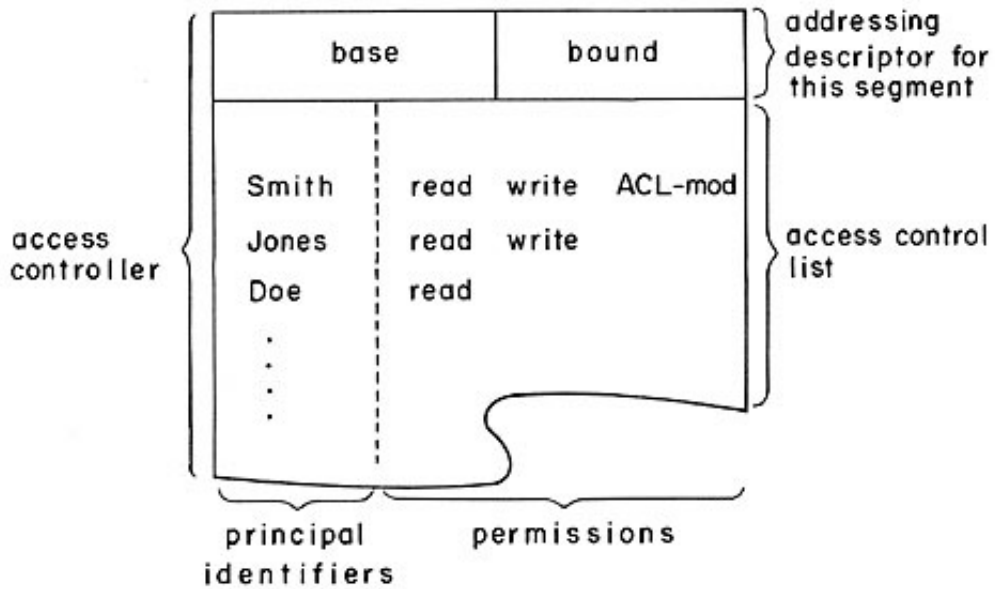 base bound
addressing
descriptor for
this segment
Smith read write ACL-mod
Jones read write
Doe read
access
controller
access control
list
principal
identifiers
permissions